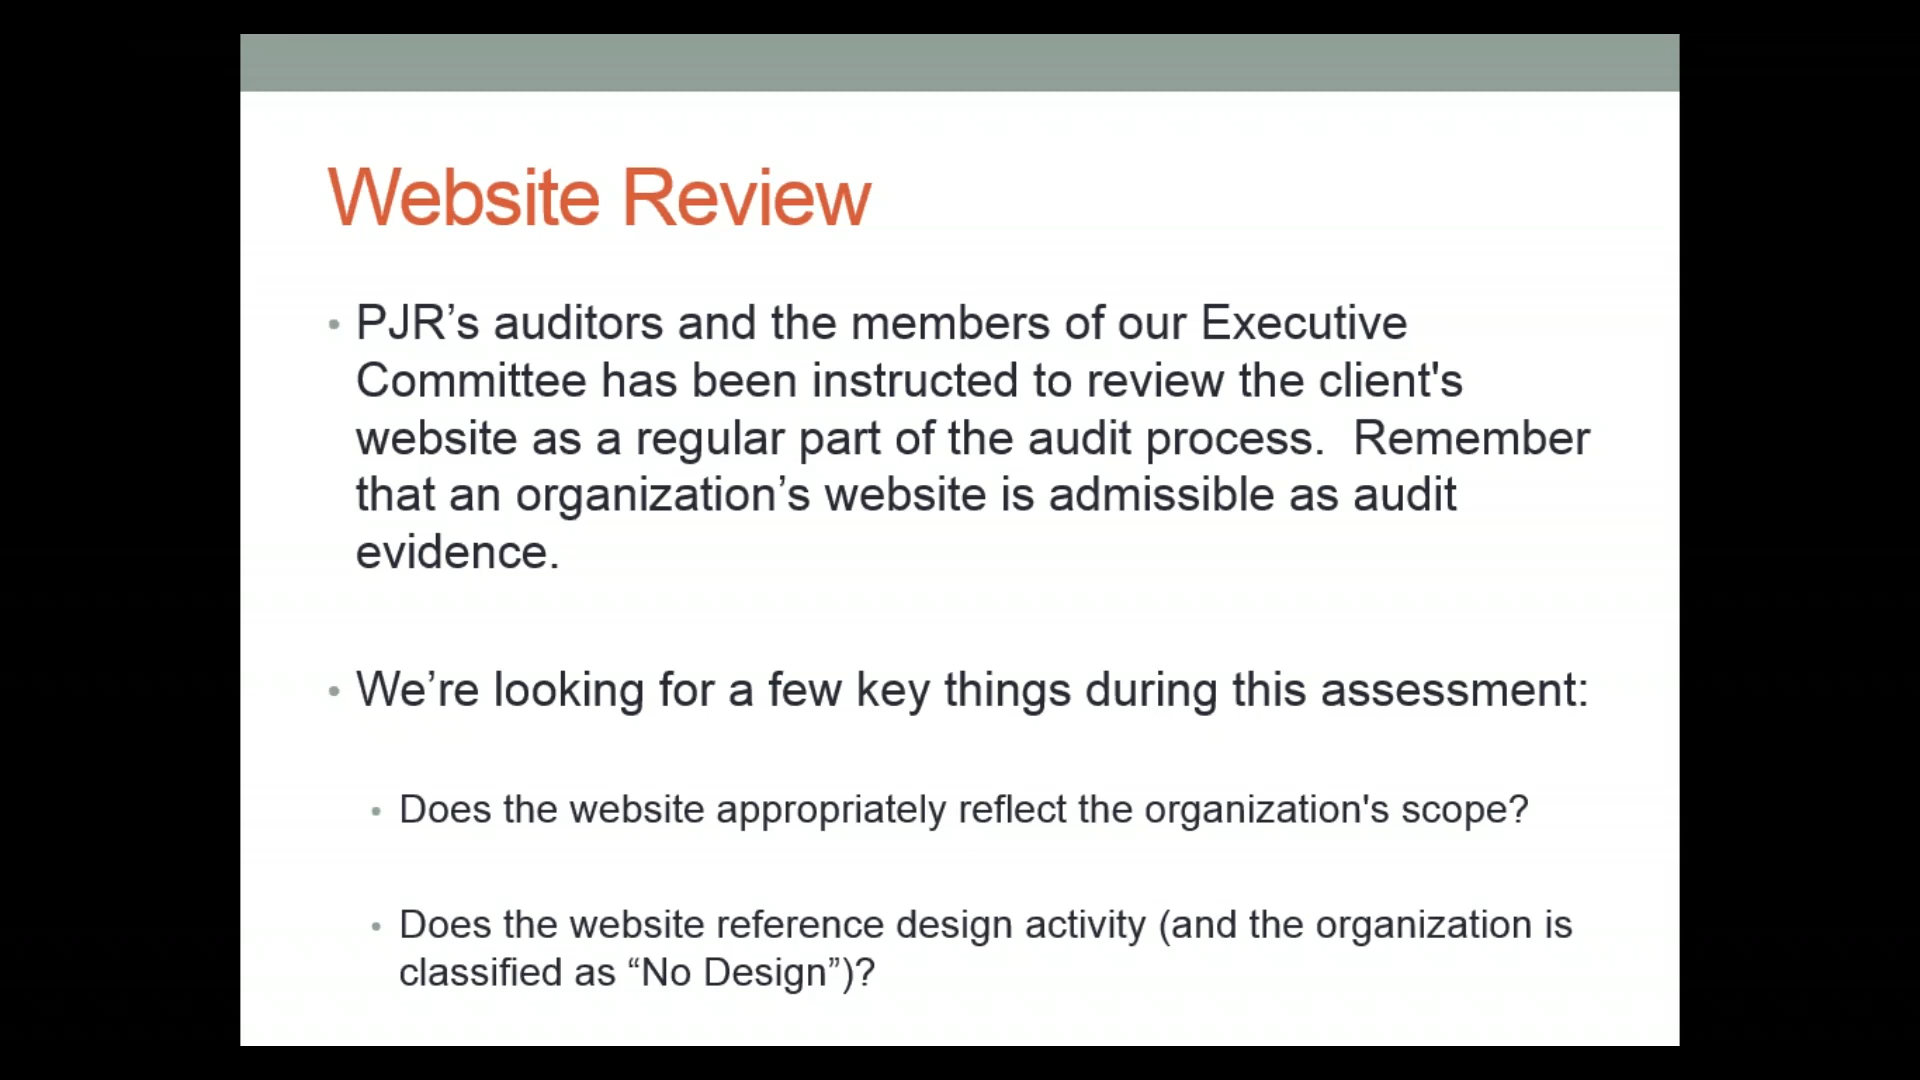 Website Review
• PJR’s auditors and the members of our Executive
Committee has been instructed to review the client's
website as a regular part of the audit process.  Remember
that an organization’s website is admissible as audit
evidence.
• We’re looking for a few key things during this assessment:
• Does the website appropriately reflect the organization's scope?
• Does the website reference design activity (and the organization is
classified as “No Design”)?